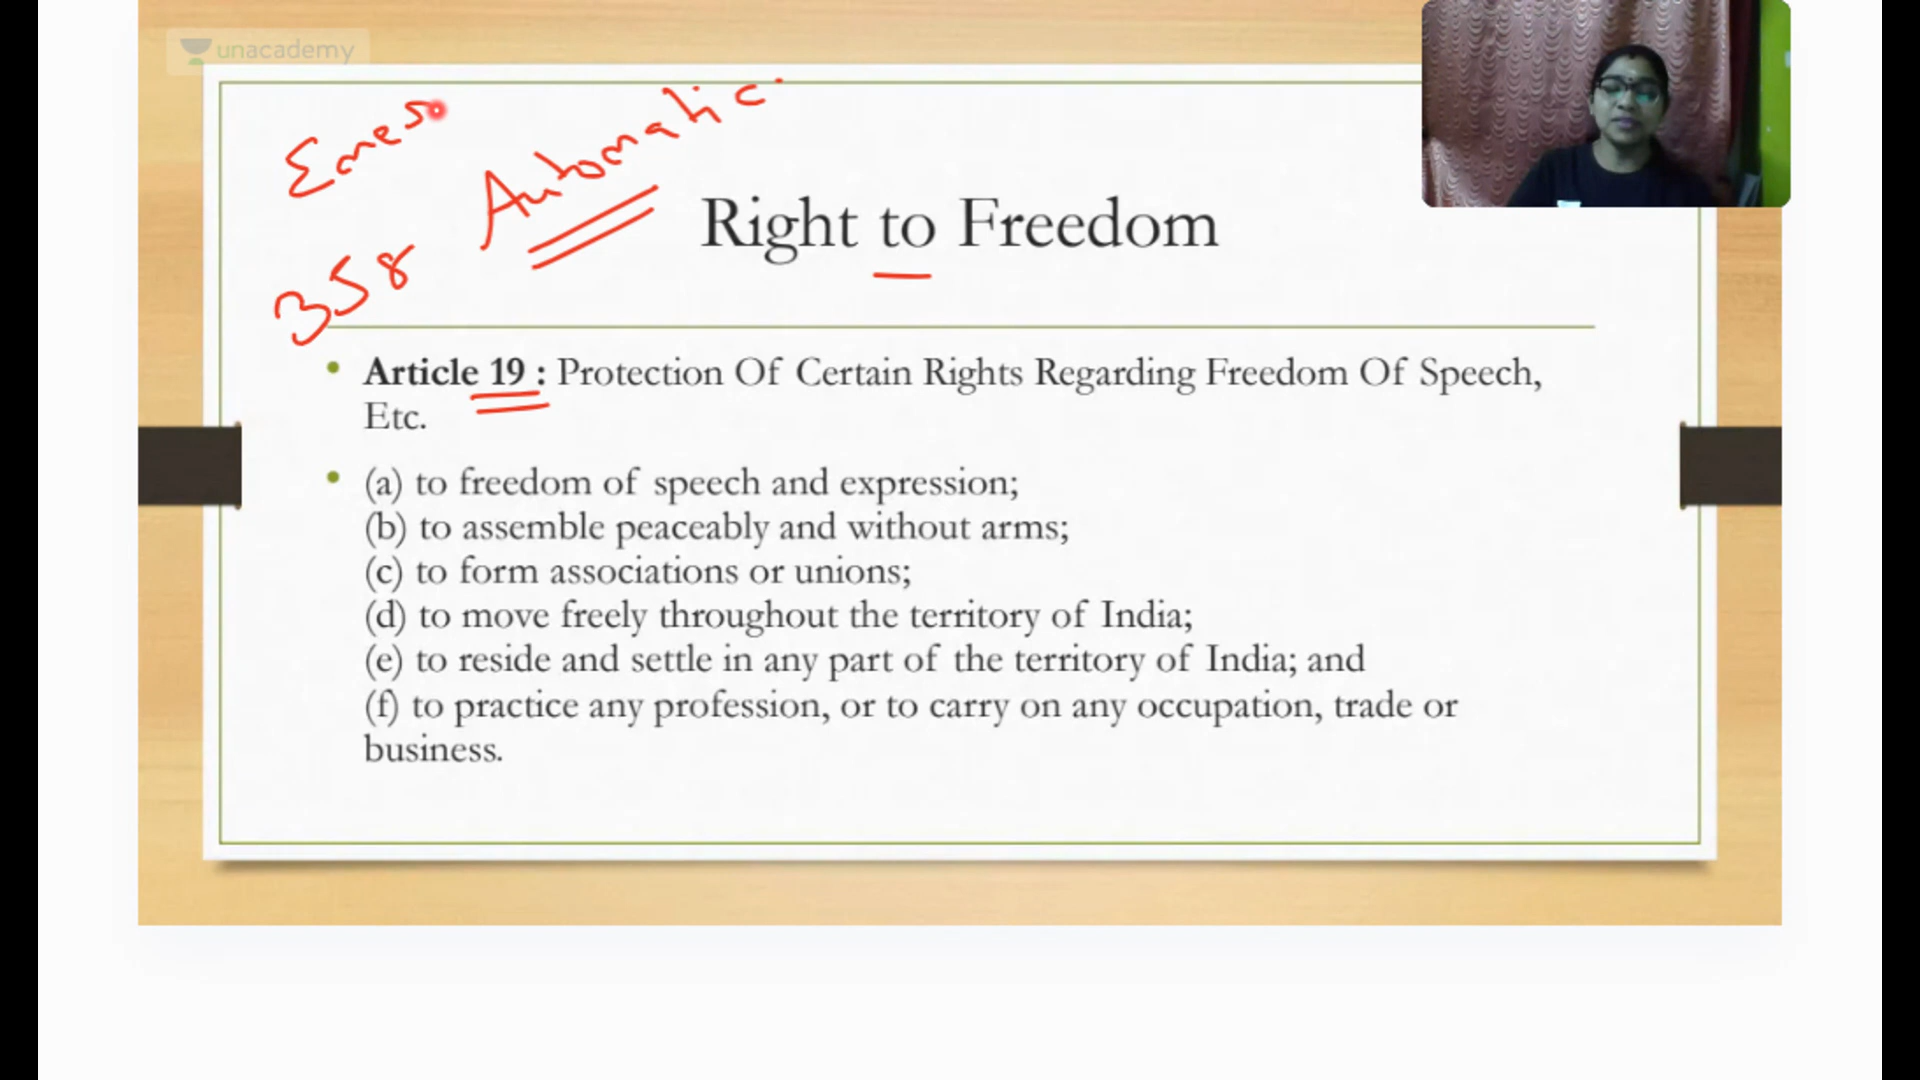 unacademy
Emer
Automatic.
358
Right to Freedom
Article 19 : Protection Of Certain Rights Regarding Freedom Of Speech,
Etc.
(a) to freedom of speech and expression;
(b) to assemble peaceably and without arms;
(c) to form associations or unions;
(d) to move freely throughout the territory of India;
(e) to reside and settle in any part of the territory of India; and
(f) to practice any profession, or to carry on any occupation, trade or
business.